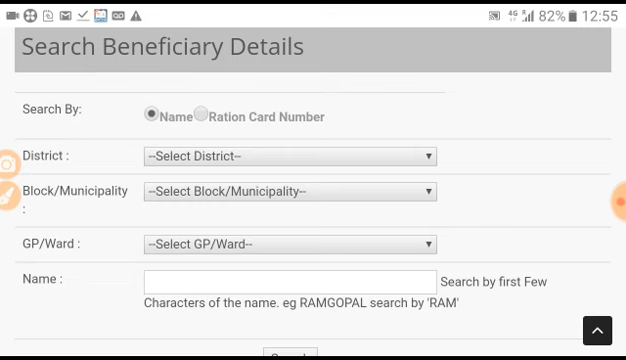 82% 12:55
Search Beneficiary Details
Search By: Name Ration Card Number
District : --Select District--
Block/Municipality : --Select Block/Municipality--
GP/Ward : --Select GP/Ward--
Name : Search by first Few
Characters of the name. eg RAMGOPAL search by 'RAM'